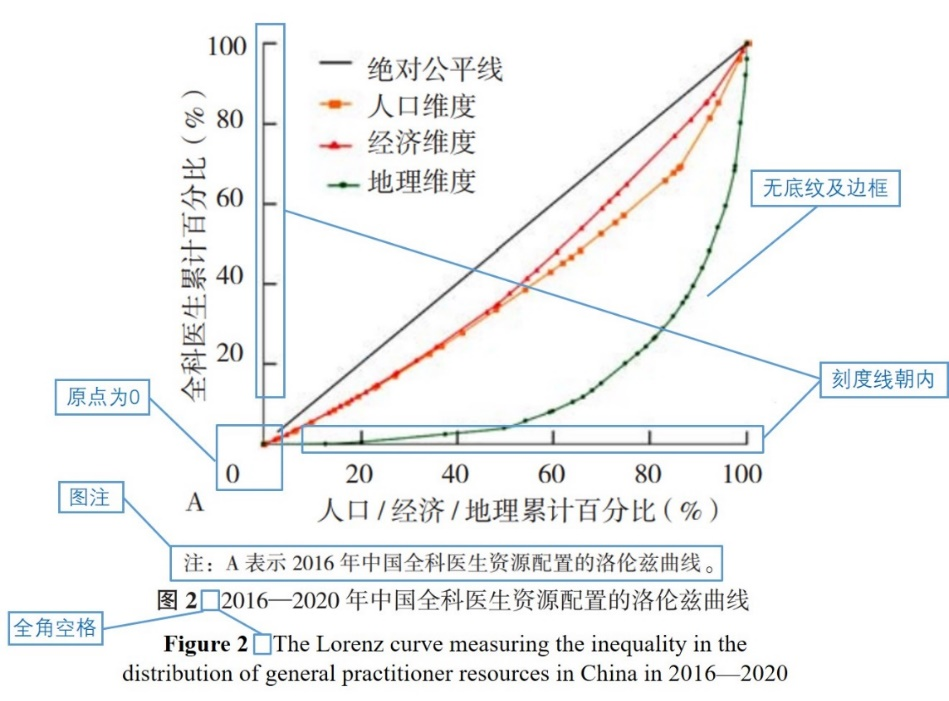 100
80
60
40
20
全科医生累计百分比（%）
绝对公平线
人口维度
经济维度
地理维度
无底纹及边框
刻度线朝内
原点为0
0
20
40
60
80
100
A
人口/经济/地理累计百分比（%）
图注
注：A 表示 2016 年中国全科医生资源配置的洛伦兹曲线。
图 2 2016—2020 年中国全科医生资源配置的洛伦兹曲线
全角空格
Figure 2 The Lorenz curve measuring the inequality in the
distribution of general practitioner resources in China in 2016—2020